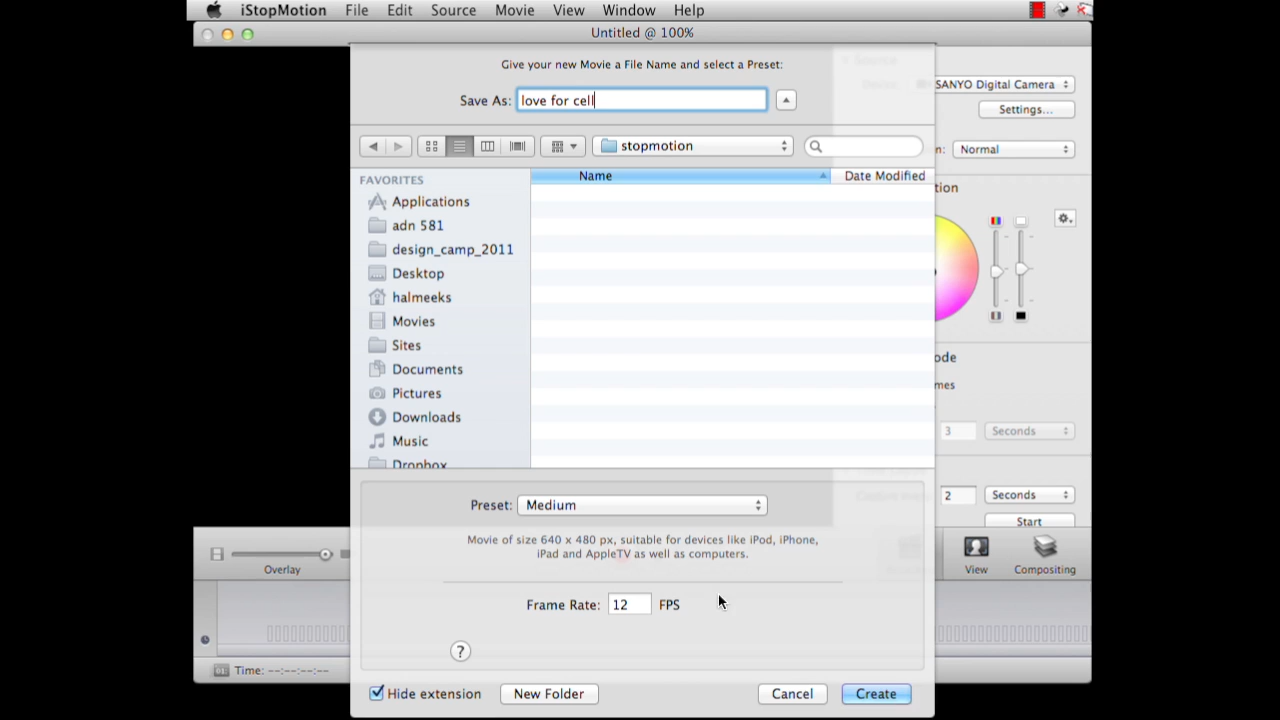 iStopMotion File Edit Source Movie View Window Help
Untitled @ 100%
Give your new Movie a File Name and select a Preset:
Save As: love for cell
SANYO Digital Camera
Settings...
stopmotion
n: Normal
FAVORITES
Name Date Modified
tion
Applications
adn 581
design_camp_2011
Desktop
halmeeks
Movies
Sites
Documents
Pictures
Downloads
Music
Dropbox
ode
mes
3 Seconds
2 Seconds
Start
Preset: Medium
Movie of size 640 x 480 px, suitable for devices like iPod, iPhone,
iPad and AppleTV as well as computers.
Overlay
View Compositing
Frame Rate: 12 FPS
?
Time: --:--:--:--
Hide extension New Folder Cancel Create